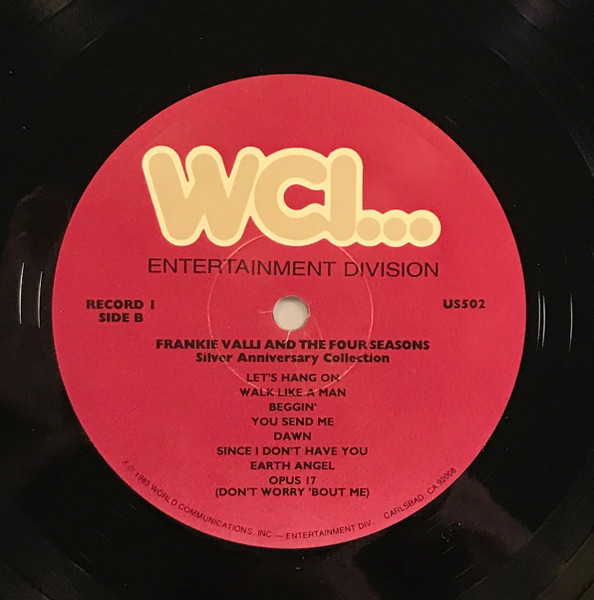 WCI....
ENTERTAINMENT DIVISION
RECORD 1
SIDE B
US502
FRANKIE VALLI AND THE FOUR SEASONS
Silver Anniversary Collection
LET'S HANG ON
WALK LIKE A MAN
BEGGIN'
YOU SEND ME
DAWN
SINCE I DON'T HAVE YOU
EARTH ANGEL
OPUS 17
(DON'T WORRY 'BOUT ME)
℗ © 1985 WORLD COMMUNICATIONS, INC. — ENTERTAINMENT DIV. CARLSBAD, CA 92008